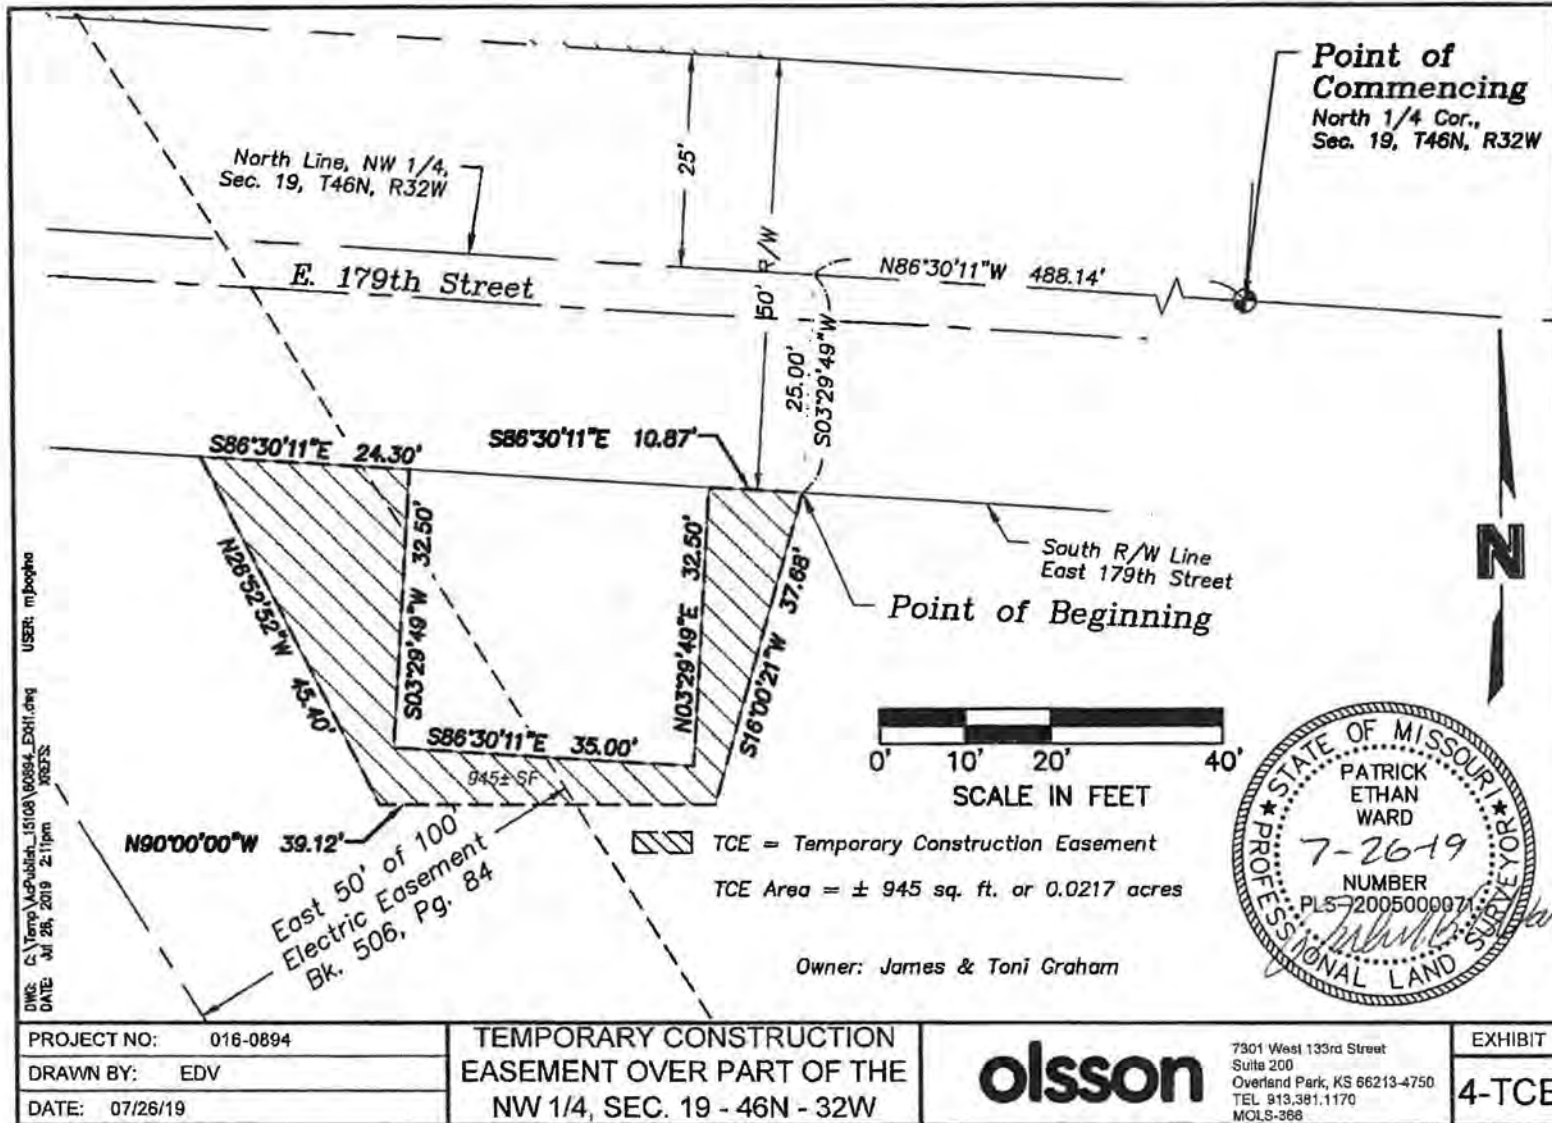 Point of
Commencing
North 1/4 Cor.,
Sec. 19, T46N, R32W
North Line, NW 1/4,
Sec. 19, T46N, R32W
25'
R/W
50'
E. 179th Street
N86°30'11"W 488.14'
25.00'
S03°29'49"W
S86°30'11"E 24.30'
S86°30'11"E 10.87'
South R/W Line
East 179th Street
Point of Beginning
N26°52'52"W 45.40'
S03°29'49"W 32.50'
N03°29'49"E 32.50'
S16°00'21"W 37.68'
S86°30'11"E 35.00'
945± SF
N90°00'00"W 39.12'
East 50' of 100'
Electric Easement
Bk. 506, Pg. 84
N
0' 10' 20' 40'
SCALE IN FEET
TCE = Temporary Construction Easement
TCE Area = ± 945 sq. ft. or 0.0217 acres
Owner: James & Toni Graham
STATE OF MISSOURI
PATRICK
ETHAN
WARD
7-26-19
NUMBER
PLS-2005000071
PROFESSIONAL LAND SURVEYOR
DWG: C:\Temp\AcPublish_15108\60894_EXH1.dwg USER: mjbogina
DATE: Jul 26, 2019 2:11pm XREFS:
PROJECT NO: 016-0894
DRAWN BY: EDV
DATE: 07/26/19
TEMPORARY CONSTRUCTION
EASEMENT OVER PART OF THE
NW 1/4, SEC. 19 - 46N - 32W
olsson
7301 West 133rd Street
Suite 200
Overland Park, KS 66213-4750
TEL 913.381.1170
MOLS-366
EXHIBIT
4-TCE